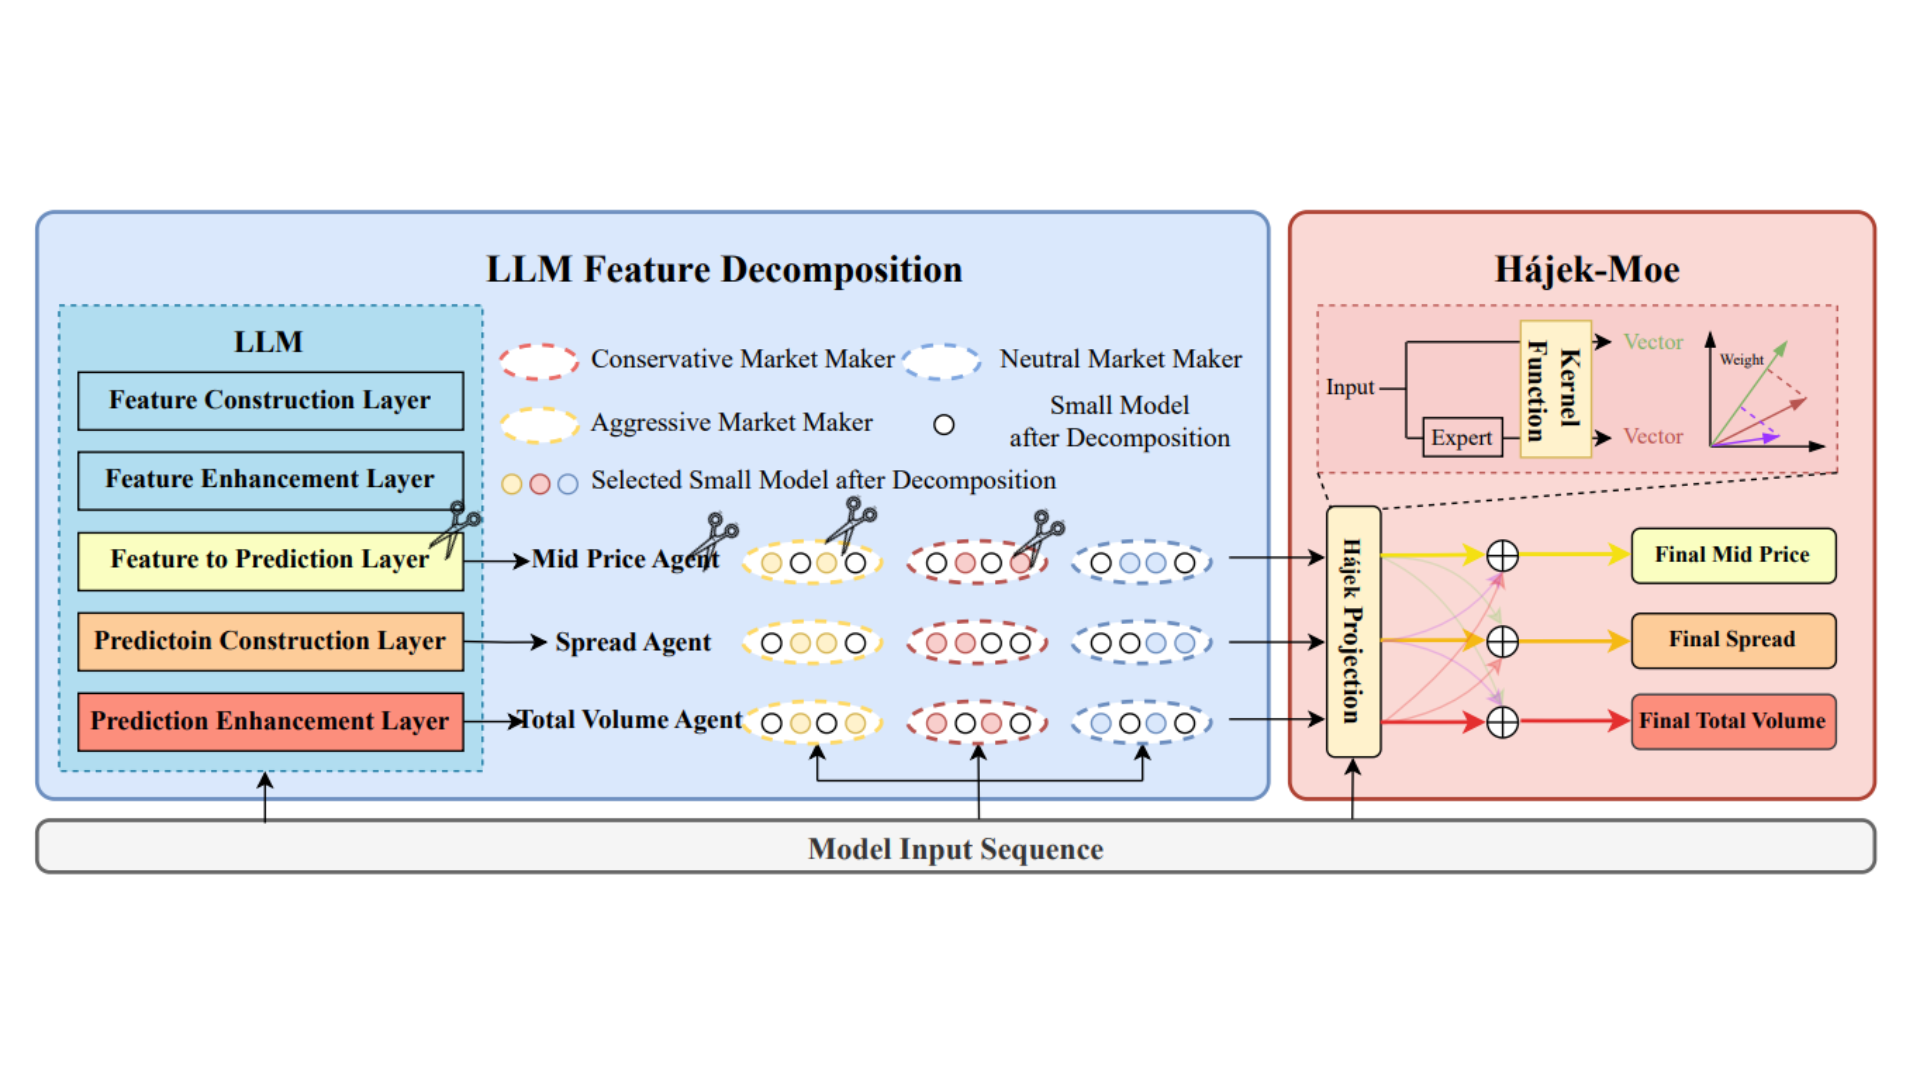 LLM Feature Decomposition
LLM
Feature Construction Layer
Feature Enhancement Layer
Feature to Prediction Layer
Predictoin Construction Layer
Prediction Enhancement Layer
Conservative Market Maker
Neutral Market Maker
Aggressive Market Maker
Small Model
after Decomposition
Selected Small Model after Decomposition
Mid Price Agent
Spread Agent
Total Volume Agent
Hájek-Moe
Input
Expert
Kernel
Function
Vector
Vector
Weight
Hájek Projection
Final Mid Price
Final Spread
Final Total Volume
Model Input Sequence